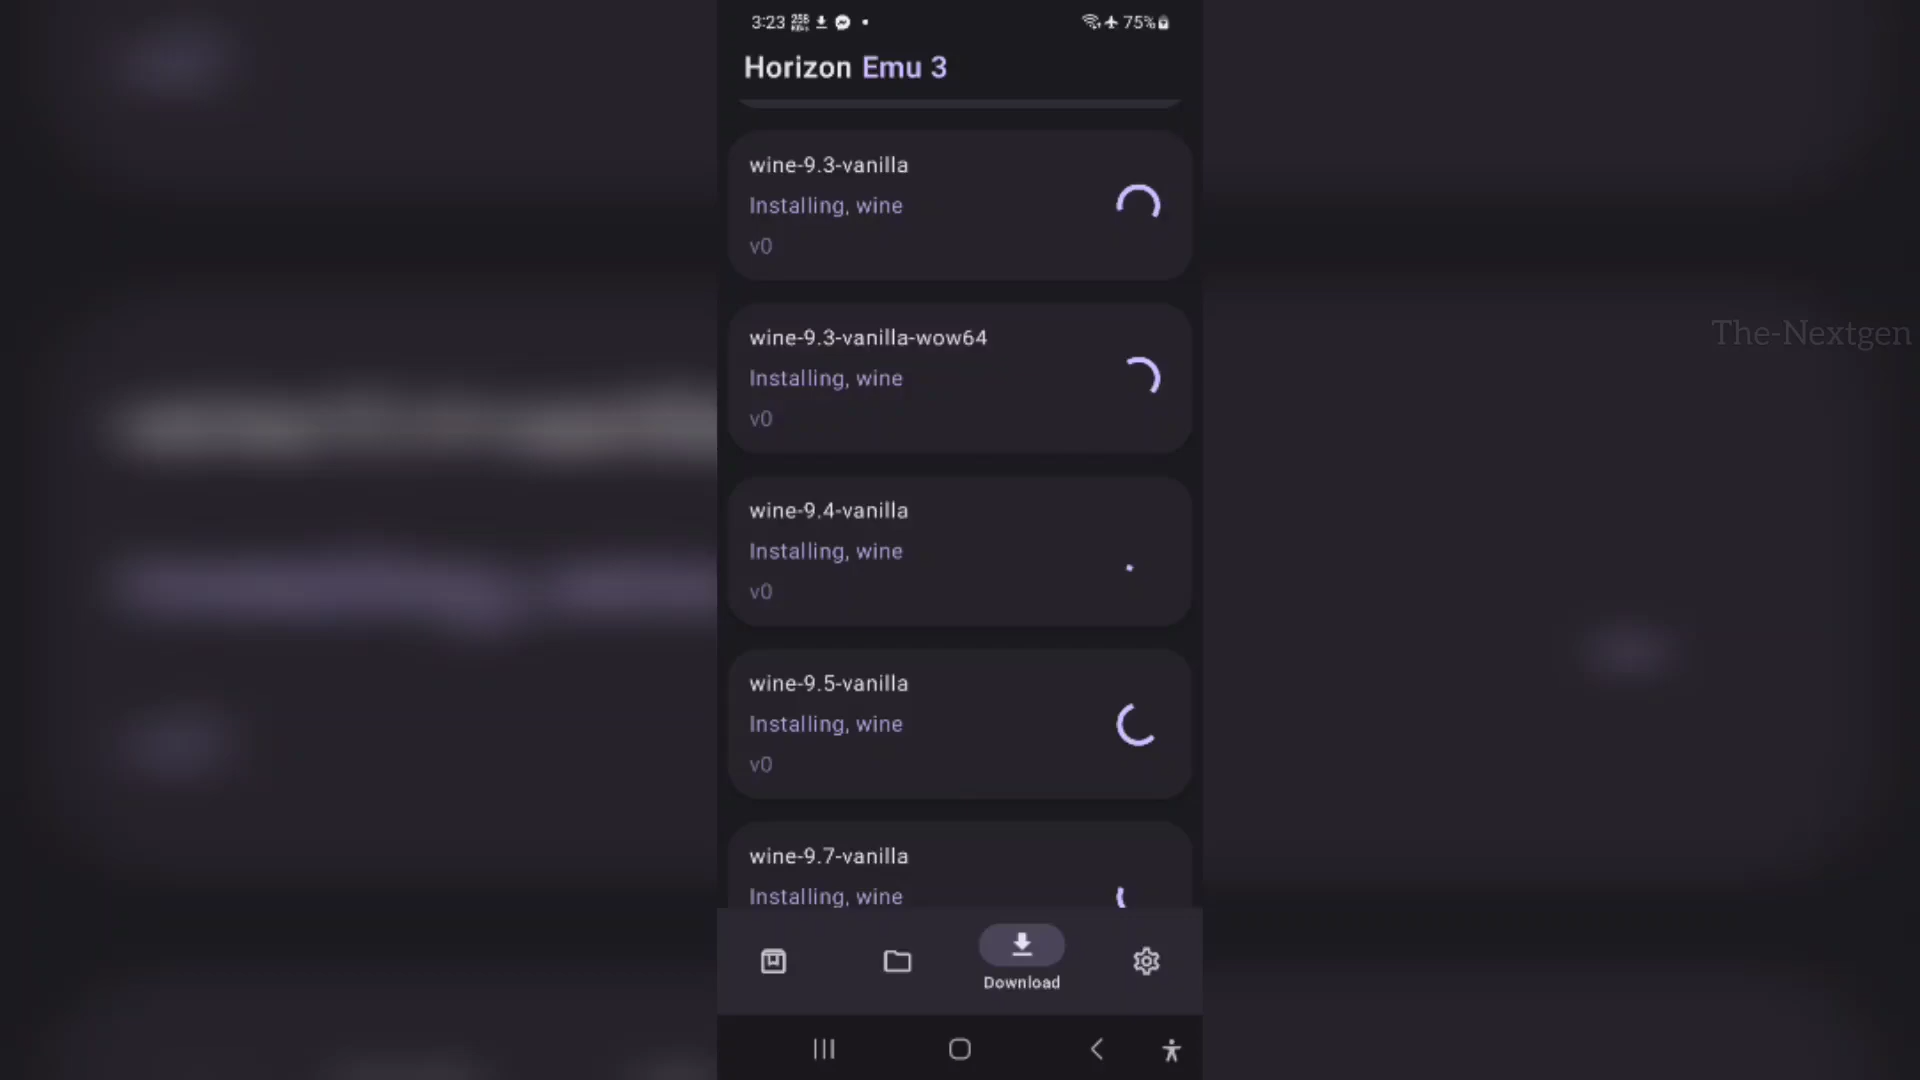 3:23 75%
Horizon Emu 3
wine-9.3-vanilla
Installing, wine
v0
wine-9.3-vanilla-wow64
Installing, wine
v0
wine-9.4-vanilla
Installing, wine
v0
wine-9.5-vanilla
Installing, wine
v0
wine-9.7-vanilla
Installing, wine
Download
The-Nextgen